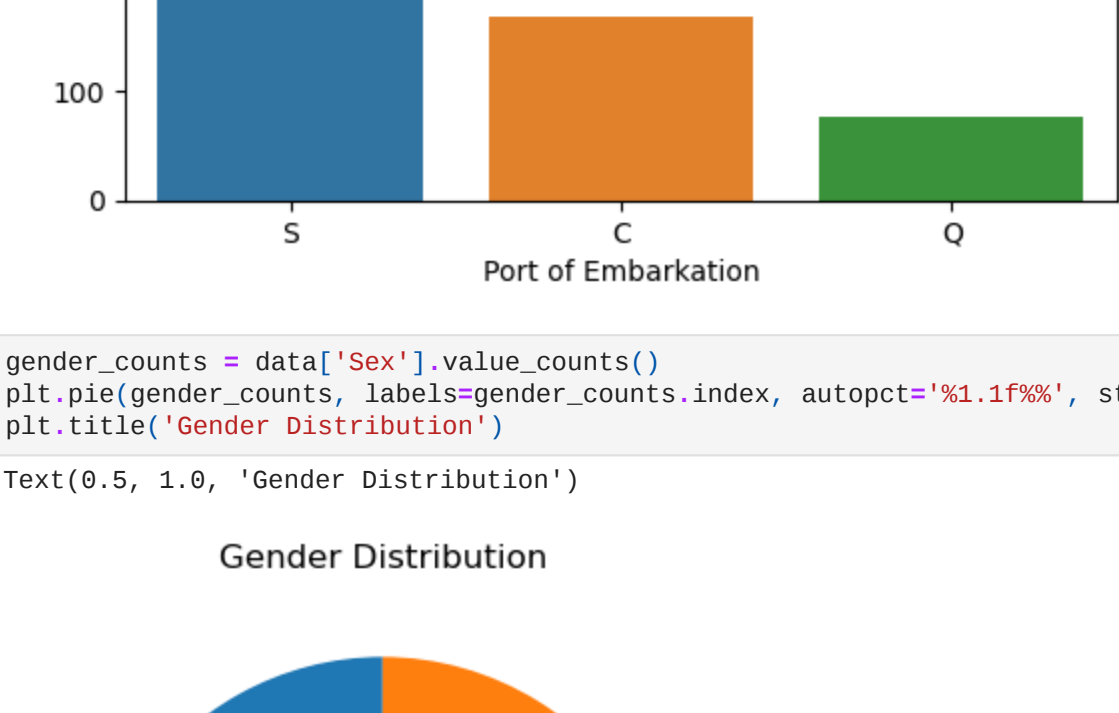 100
0
S C Q
Port of Embarkation
gender_counts = data['Sex'].value_counts()
plt.pie(gender_counts, labels=gender_counts.index, autopct='%1.1f%%',
plt.title('Gender Distribution')
Text(0.5, 1.0, 'Gender Distribution')
Gender Distribution